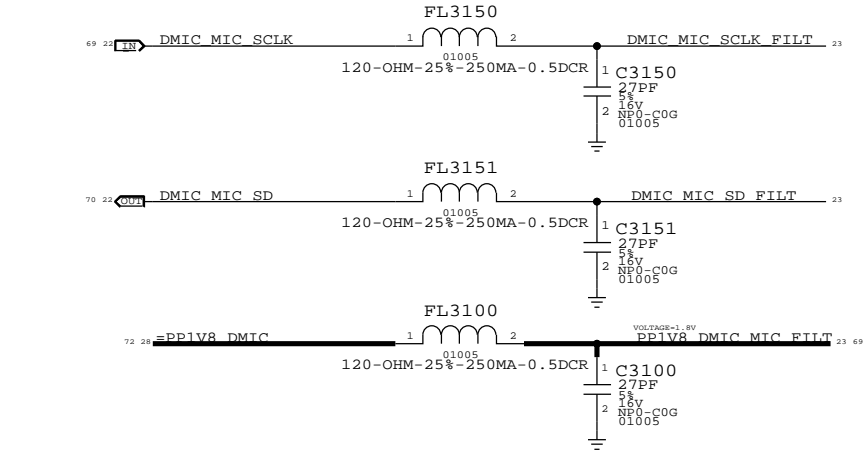 FL3150
69 22 IN DMIC_MIC_SCLK 1 2 DMIC_MIC_SCLK_FILT 23
01005
120-OHM-25%-250MA-0.5DCR
1 C3150
27PF
5%
16V
2 NP0-C0G
01005
FL3151
70 22 OUT DMIC_MIC_SD 1 2 DMIC_MIC_SD_FILT 23
01005
120-OHM-25%-250MA-0.5DCR
1 C3151
27PF
5%
16V
2 NP0-C0G
01005
FL3100
VOLTAGE=1.8V
72 28 =PP1V8_DMIC 1 2 PP1V8_DMIC_MIC_FILT 23 69
01005
120-OHM-25%-250MA-0.5DCR
1 C3100
27PF
5%
16V
2 NP0-C0G
01005